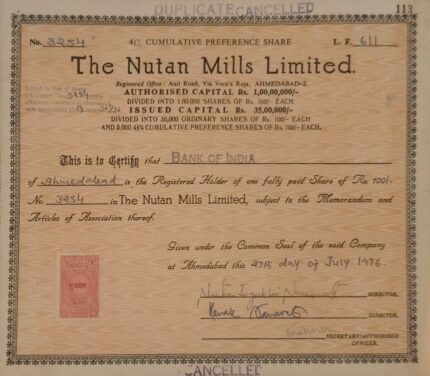 DUPLICATE CANCELLED
113
No. 3254 4½% CUMULATIVE PREFERENCE SHARE L. F. 611
The Nutan Mills Limited.
Registered Office: Anil Road, Via Vora's Roja, AHMEDABAD-2.
AUTHORISED CAPITAL Rs. 1,00,00,000/-
DIVIDED INTO 1,00,000 SHARES OF Rs. 100/- EACH
ISSUED CAPITAL Rs. 35,00,000/-
DIVIDED INTO 30,000 ORDINARY SHARES OF Rs. 100/- EACH
AND 5,000 4½% CUMULATIVE PREFERENCE SHARES OF Rs. 100/- EACH.
3254
This is to Certify that BANK OF INDIA
of Ahmedabad is the Registered Holder of one fully paid Share of Rs. 100/-
No. 3254 in The Nutan Mills Limited, subject to the Memorandum and
Articles of Association thereof.
Given under the Common Seal of the said Company
at Ahmedabad this 27th day of July 1976.
DIRECTOR.
DIRECTOR.
SECRETARY/AUTHORISED
OFFICER.
CANCELLED